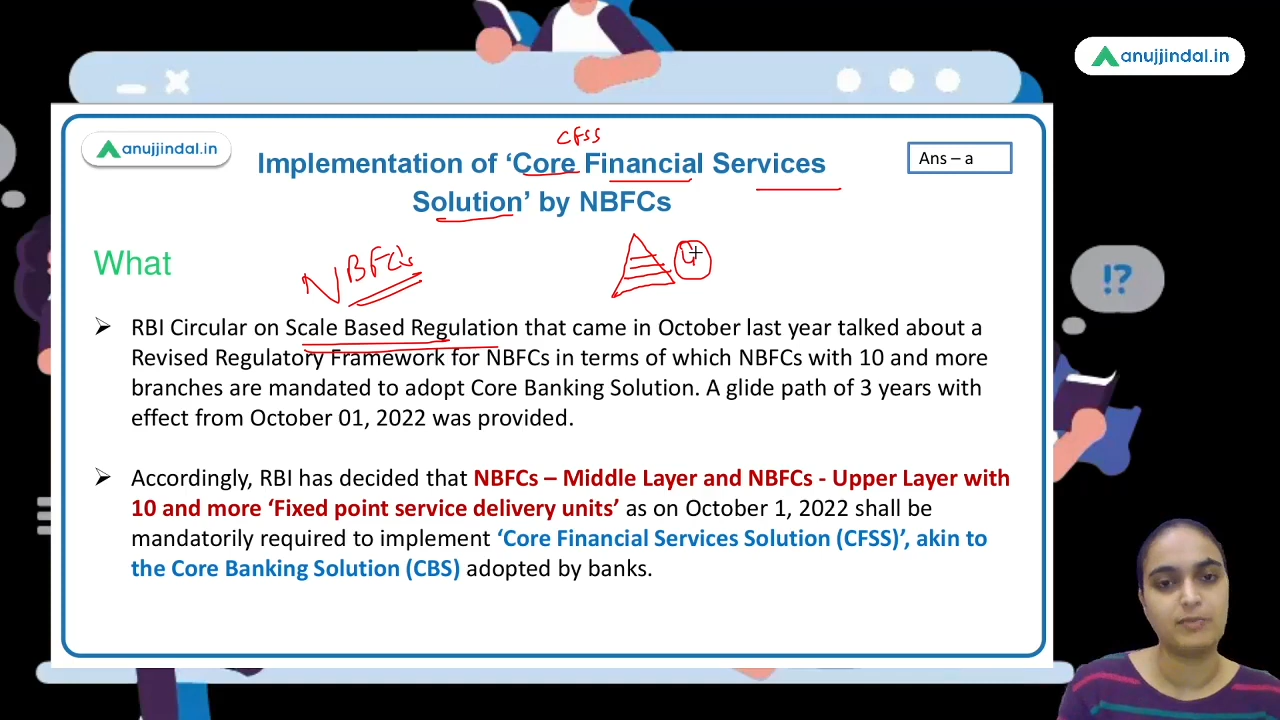 anujjindal.in
CFSS
anujjindal.in
Implementation of ‘Core Financial Services
Solution’ by NBFCs
Ans – a
What
NBFCs
4
➤ RBI Circular on Scale Based Regulation that came in October last year talked about a
Revised Regulatory Framework for NBFCs in terms of which NBFCs with 10 and more
branches are mandated to adopt Core Banking Solution. A glide path of 3 years with
effect from October 01, 2022 was provided.
➤ Accordingly, RBI has decided that NBFCs – Middle Layer and NBFCs - Upper Layer with
10 and more ‘Fixed point service delivery units’ as on October 1, 2022 shall be
mandatorily required to implement ‘Core Financial Services Solution (CFSS)’, akin to
the Core Banking Solution (CBS) adopted by banks.
!?